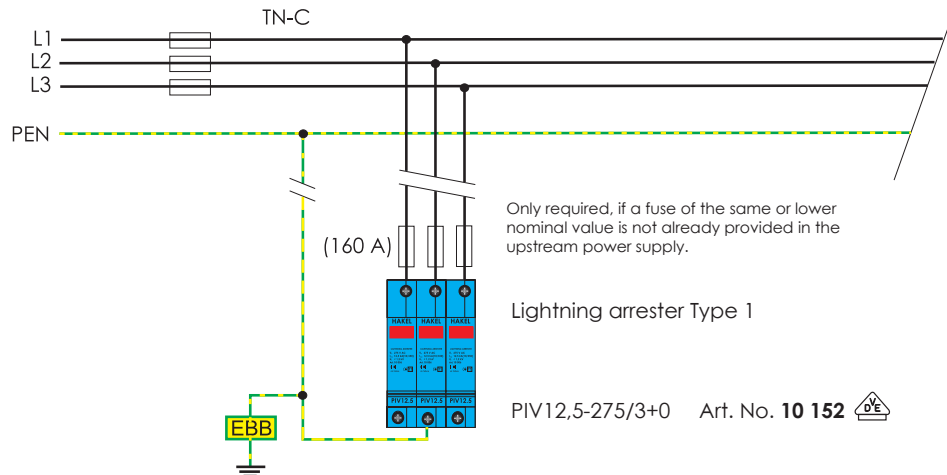 TN-C
L1
L2
L3
PEN
Only required, if a fuse of the same or lower
nominal value is not already provided in the
upstream power supply.
(160 A)
HAKEL HAKEL HAKEL
Lightning arrester Type 1
PIV12.5 PIV12.5 PIV12.5
PIV12,5-275/3+0 Art. No. 10 152 VDE
EBB